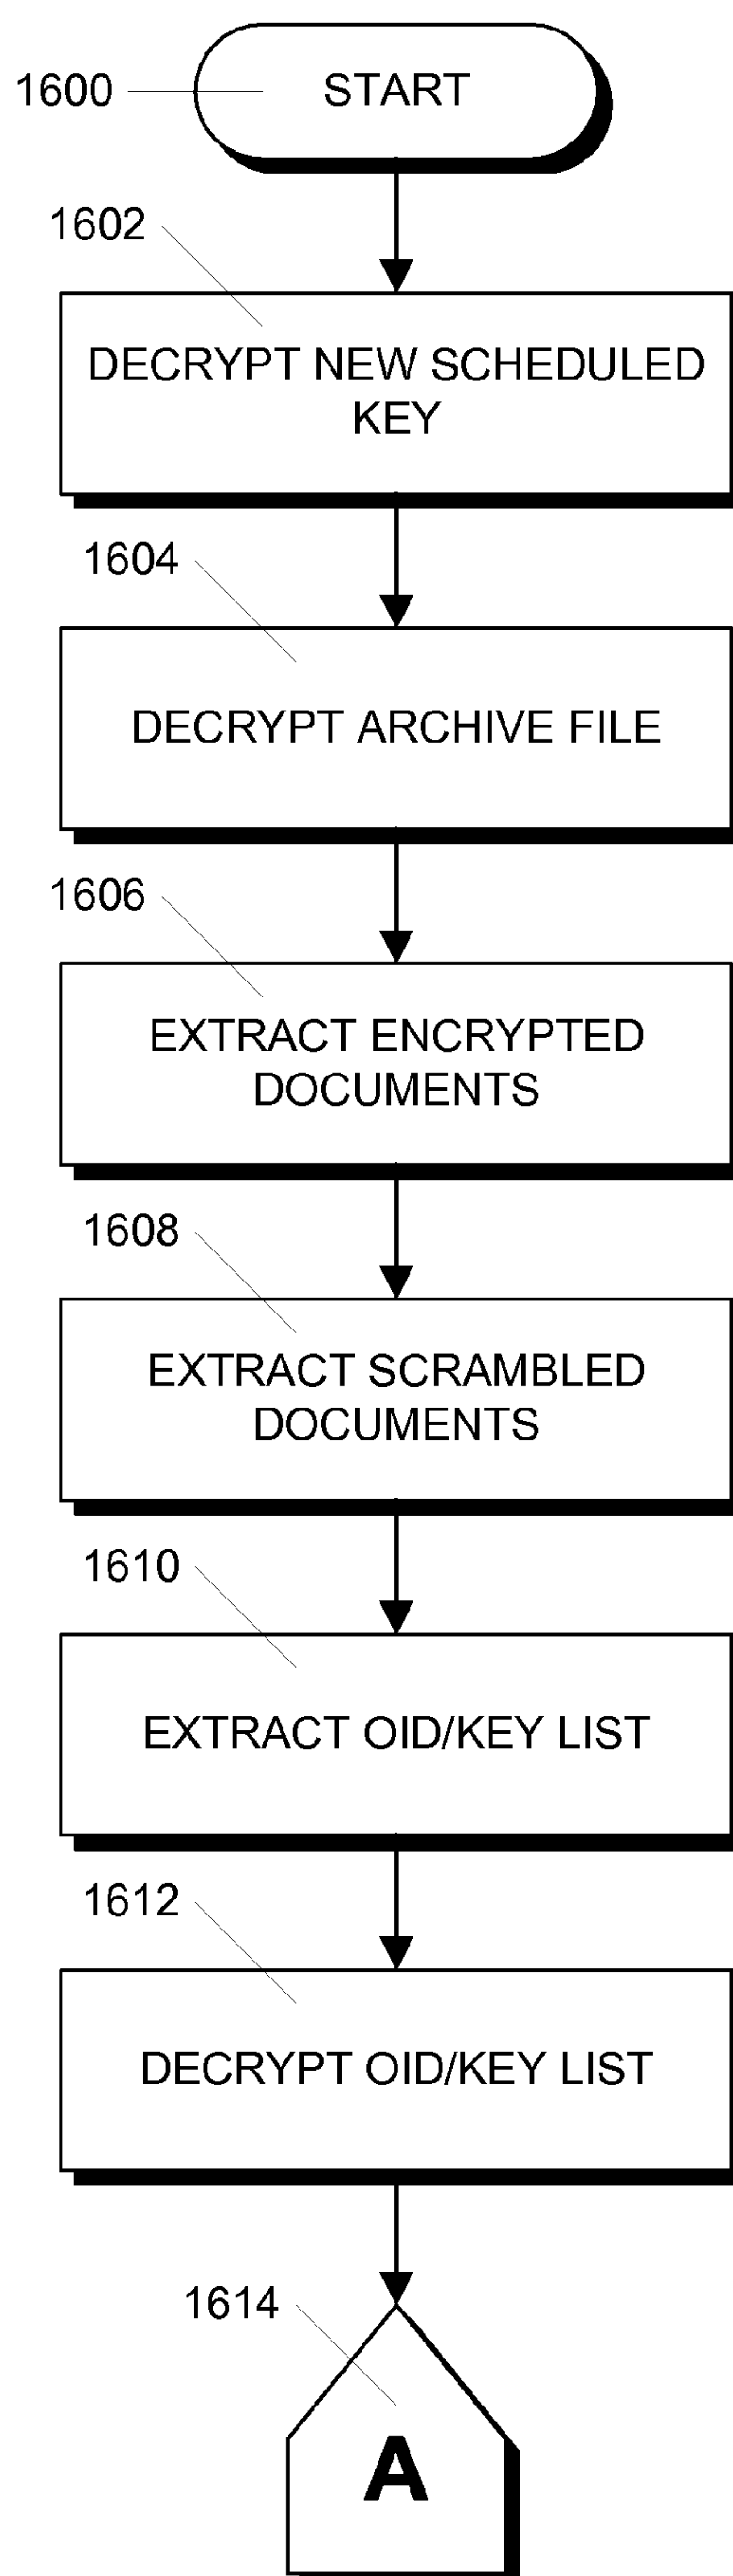 1600
START
1602
DECRYPT NEW SCHEDULED
KEY
1604
DECRYPT ARCHIVE FILE
1606
EXTRACT ENCRYPTED
DOCUMENTS
1608
EXTRACT SCRAMBLED
DOCUMENTS
1610
EXTRACT OID/KEY LIST
1612
DECRYPT OID/KEY LIST
1614
A